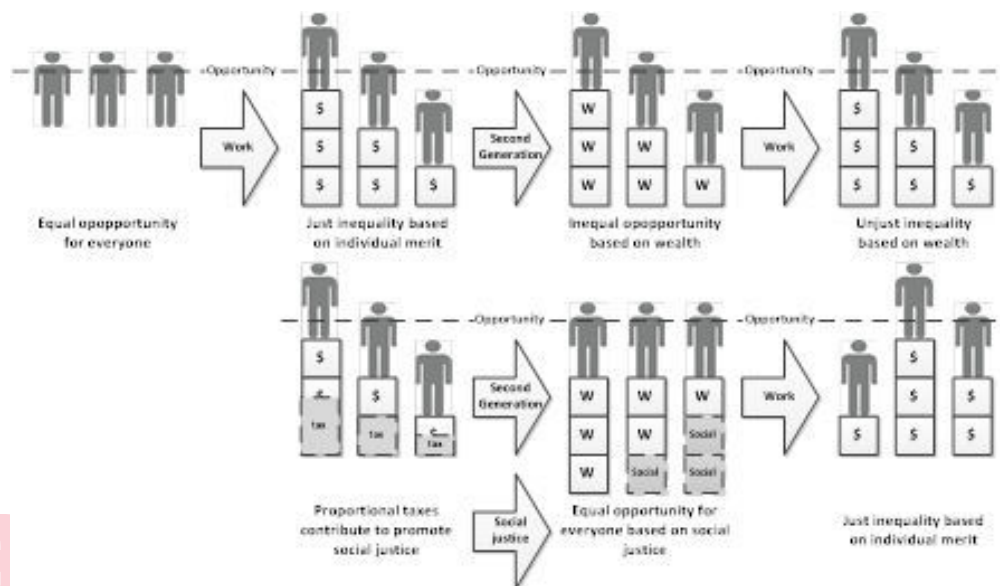 Opportunity
Opportunity
Opportunity
$
$ $
$ $ $
Work
W
W W
W W W
Second
Generation
Work
$
$ $
$ $ $
Equal opopportunity
for everyone
Just inequality based
on individual merit
Inequal opopportunity
based on wealth
Unjust inequality
based on wealth
Opportunity
Opportunity
$
$
$
tax
tax
tax
Second
Generation
W W W
W W Social
W Social Social
Work
$
$ $
$ $ $
Proportional taxes
contribute to promote
social justice
Social
justice
Equal opportunity for
everyone based on social
justice
Just inequality based
on individual merit